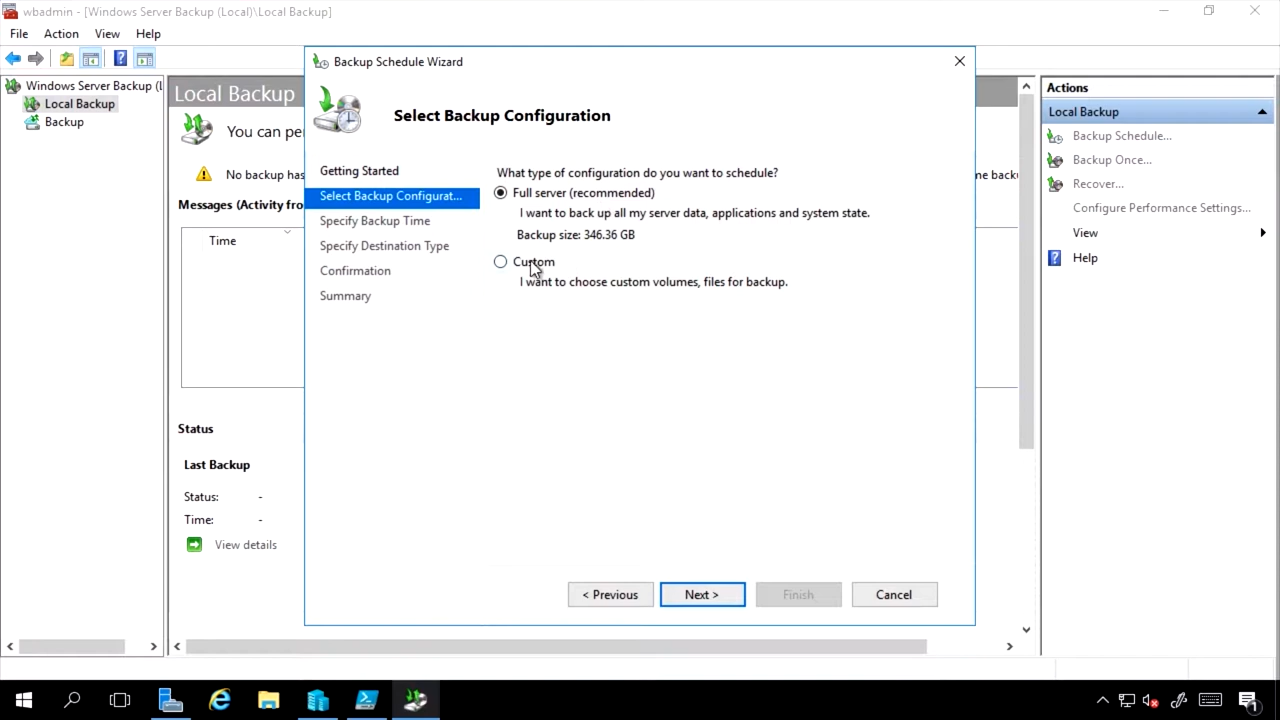 wbadmin - [Windows Server Backup (Local)\Local Backup]
File Action View Help
Windows Server Backup (L
Local Backup
Backup
Local Backup
You can per
No backup has
ne back
Messages (Activity fro
Time
Status
Last Backup
Status: -
Time: -
View details
Backup Schedule Wizard
Select Backup Configuration
Getting Started
Select Backup Configurat...
Specify Backup Time
Specify Destination Type
Confirmation
Summary
What type of configuration do you want to schedule?
Full server (recommended)
I want to back up all my server data, applications and system state.
Backup size: 346.36 GB
Custom
I want to choose custom volumes, files for backup.
< Previous
Next >
Finish
Cancel
Actions
Local Backup
Backup Schedule...
Backup Once...
Recover...
Configure Performance Settings...
View
Help
1